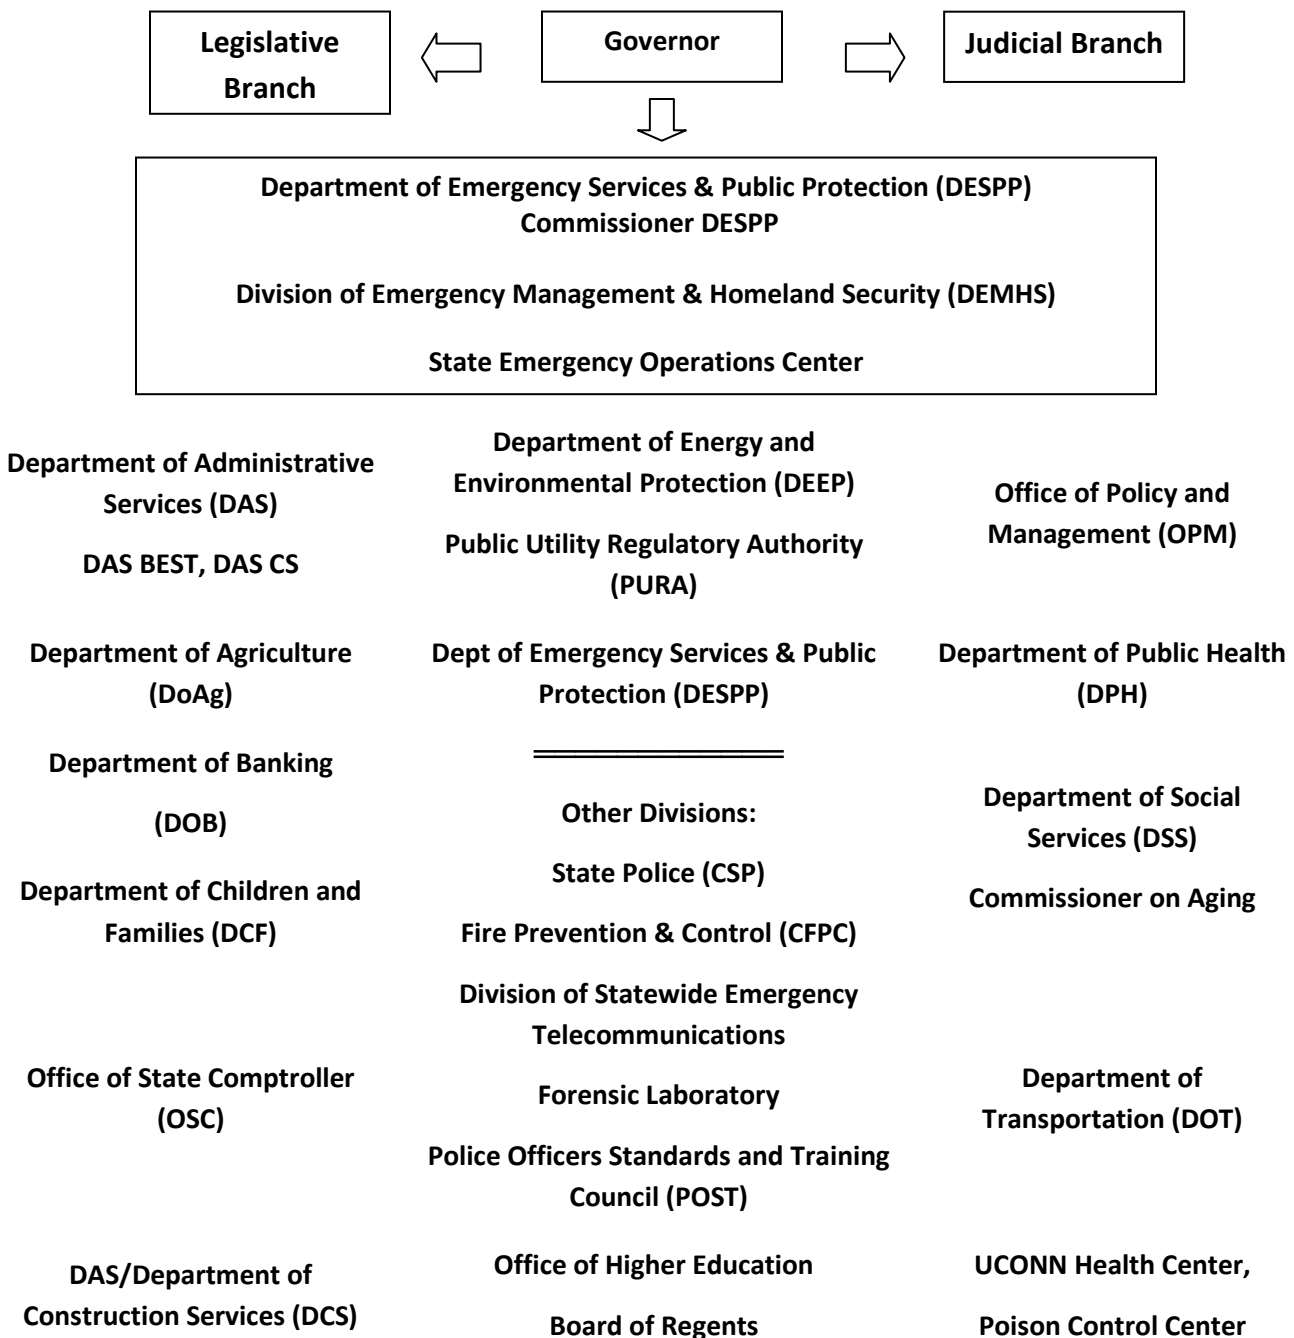 Legislative
Branch
Governor
Judicial Branch
Department of Emergency Services & Public Protection (DESPP)
Commissioner DESPP
Division of Emergency Management & Homeland Security (DEMHS)
State Emergency Operations Center
Department of Administrative
Services (DAS)
DAS BEST, DAS CS
Department of Energy and
Environmental Protection (DEEP)
Public Utility Regulatory Authority
(PURA)
Office of Policy and
Management (OPM)
Department of Agriculture
(DoAg)
Dept of Emergency Services & Public
Protection (DESPP)
Department of Public Health
(DPH)
Department of Banking
(DOB)
Department of Children and
Families (DCF)
Other Divisions:
State Police (CSP)
Fire Prevention & Control (CFPC)
Division of Statewide Emergency
Telecommunications
Forensic Laboratory
Police Officers Standards and Training
Council (POST)
Department of Social
Services (DSS)
Commissioner on Aging
Office of State Comptroller
(OSC)
Department of
Transportation (DOT)
DAS/Department of
Construction Services (DCS)
Office of Higher Education
Board of Regents
UCONN Health Center,
Poison Control Center